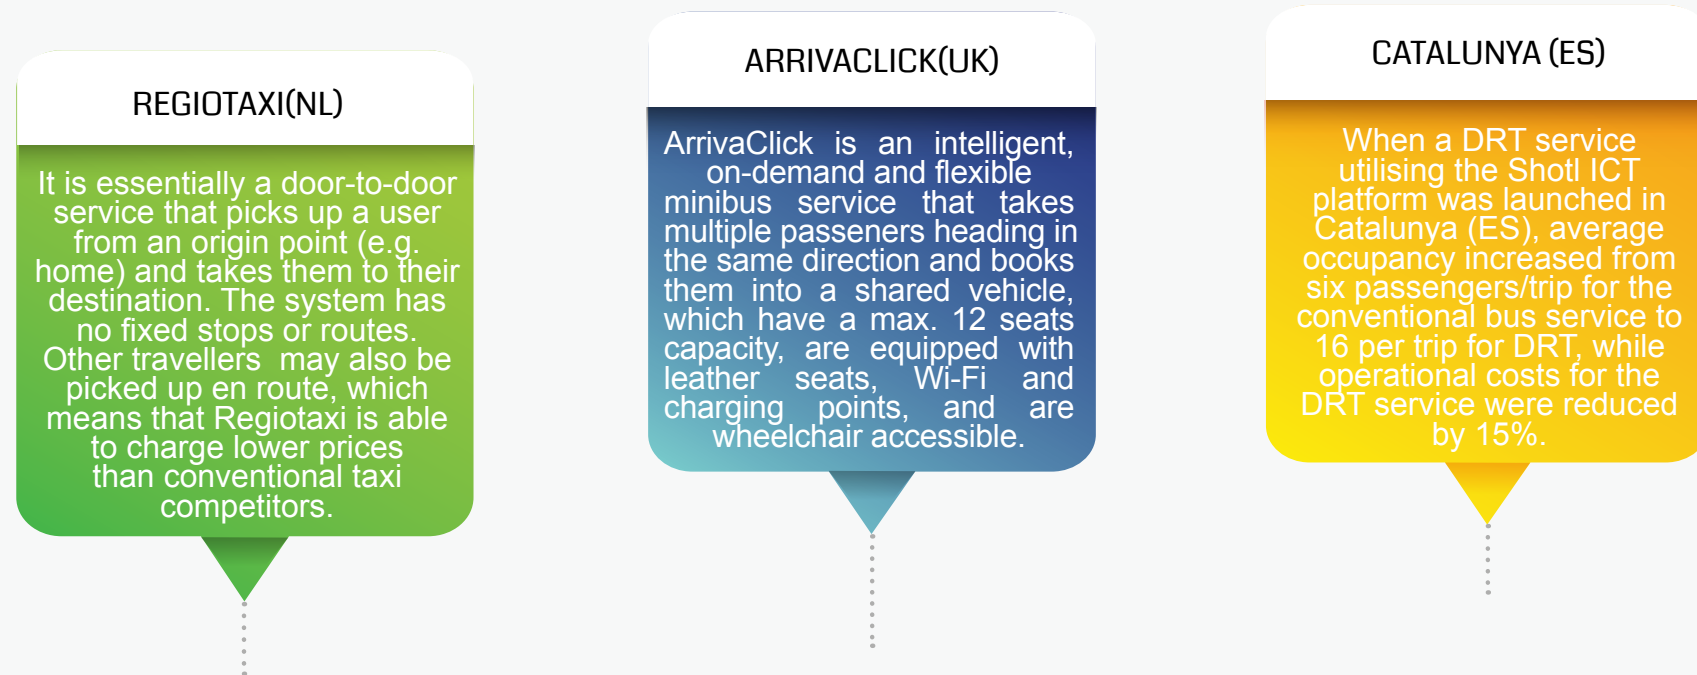 REGIOTAXI(NL)
It is essentially a door-to-door
service that picks up a user
from an origin point (e.g.
home) and takes them to their
destination. The system has
no fixed stops or routes.
Other travellers may also be
picked up en route, which
means that Regiotaxi is able
to charge lower prices
than conventional taxi
competitors.
ARRIVACLICK(UK)
ArrivaClick is an intelligent,
on-demand and flexible
minibus service that takes
multiple passeners heading in
the same direction and books
them into a shared vehicle,
which have a max. 12 seats
capacity, are equipped with
leather seats, Wi-Fi and
charging points, and are
wheelchair accessible.
CATALUNYA (ES)
When a DRT service
utilising the Shotl ICT
platform was launched in
Catalunya (ES), average
occupancy increased from
six passengers/trip for the
conventional bus service to
16 per trip for DRT, while
operational costs for the
DRT service were reduced
by 15%.